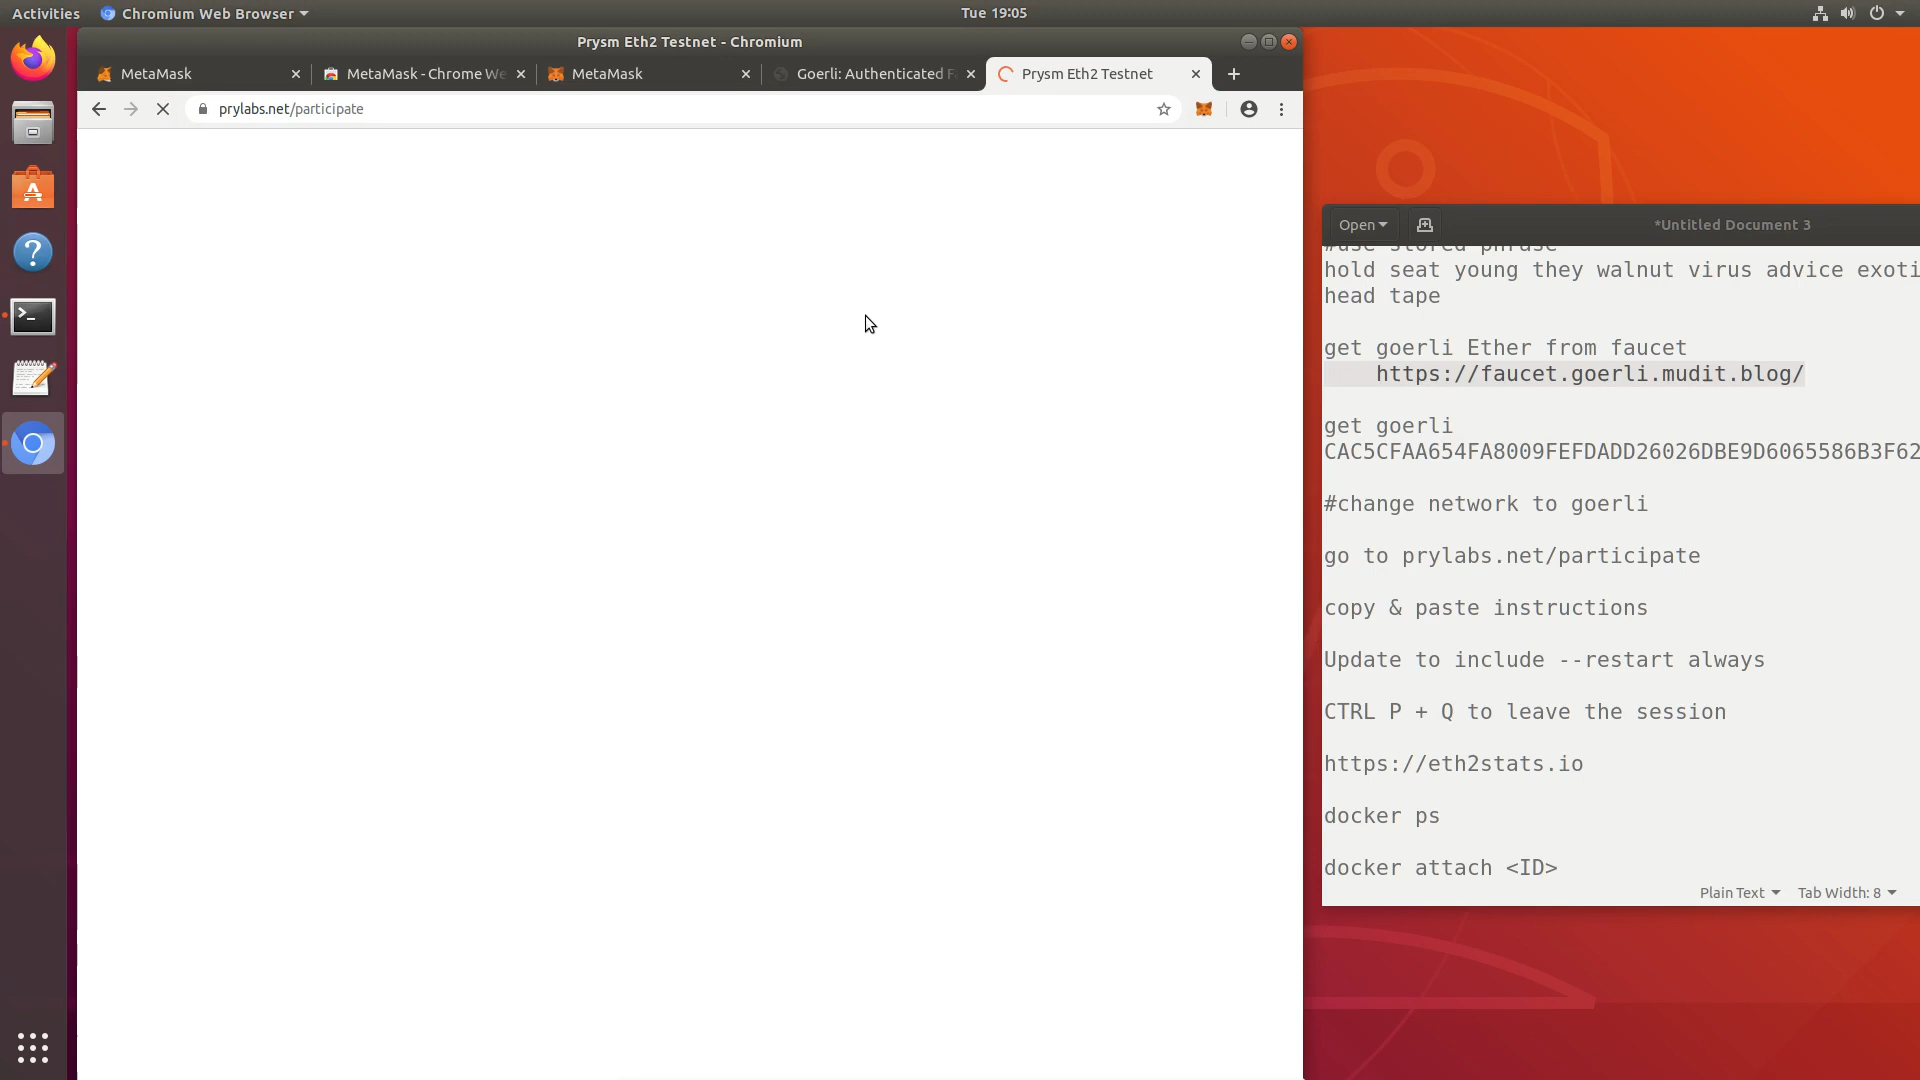 Activities
Chromium Web Browser
Tue 19:05
Prysm Eth2 Testnet - Chromium
MetaMask
MetaMask - Chrome We
MetaMask
Goerli: Authenticated F
Prysm Eth2 Testnet
prylabs.net/participate
Open
*Untitled Document 3
#use stored phrase
hold seat young they walnut virus advice exoti
head tape
get goerli Ether from faucet
https://faucet.goerli.mudit.blog/
get goerli
CAC5CFAA654FA8009FEFDADD26026DBE9D6065586B3F62
#change network to goerli
go to prylabs.net/participate
copy & paste instructions
Update to include --restart always
CTRL P + Q to leave the session
https://eth2stats.io
docker ps
docker attach <ID>
Plain Text
Tab Width: 8